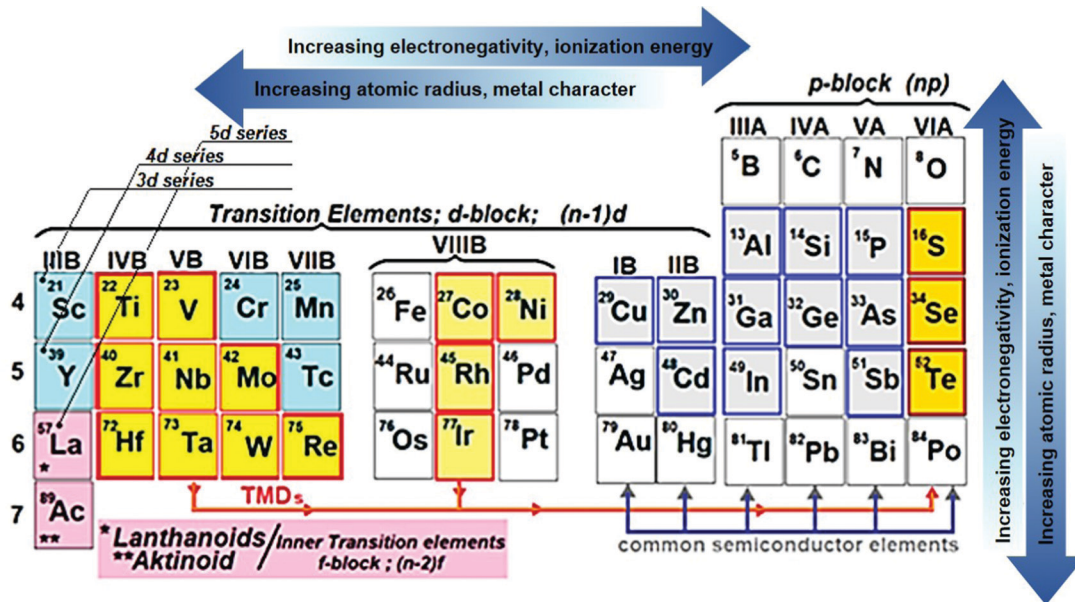 Increasing electronegativity, ionization energy
Increasing atomic radius, metal character
p-block (np)
5d series
4d series
3d series
IIIA IVA VA VIA
5B 6C 7N 8O
Transition Elements; d-block; (n-1)d
13Al 14Si 15P 16S
IIIB IVB VB VIB VIIB VIIIB IB IIB
4 21Sc 22Ti 23V 24Cr 25Mn 26Fe 27Co 28Ni 29Cu 30Zn 31Ga 32Ge 33As 34Se
5 39Y 40Zr 41Nb 42Mo 43Tc 44Ru 45Rh 46Pd 47Ag 48Cd 49In 50Sn 51Sb 52Te
6 57La * 72Hf 73Ta 74W 75Re 76Os 77Ir 78Pt 79Au 80Hg 81Tl 82Pb 83Bi 84Po
7 89Ac **
TMDs
*Lanthanoids/Inner Transition elements
**Aktinoid f-block ; (n-2)f
common semiconductor elements
Increasing electronegativity, ionization energy
Increasing atomic radius, metal character